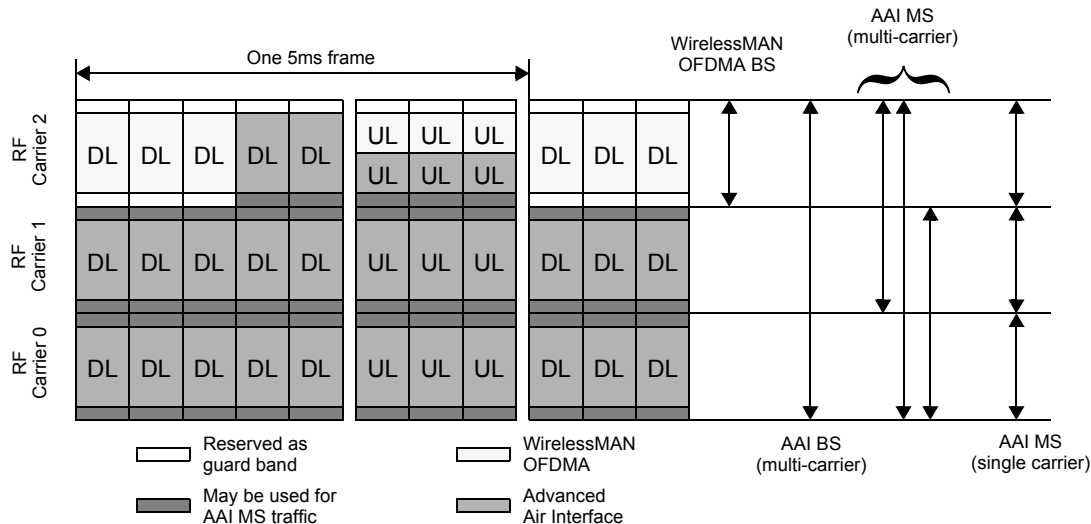 AAI MS
(multi-carrier)
WirelessMAN
OFDMA BS
One 5ms frame
RF
Carrier 2
DL DL DL DL DL
UL UL UL
UL UL UL
DL DL DL
RF
Carrier 1
DL DL DL DL DL UL UL UL DL DL DL
RF
Carrier 0
DL DL DL DL DL UL UL UL DL DL DL
Reserved as
guard band
WirelessMAN
OFDMA
May be used for
AAI MS traffic
Advanced
Air Interface
AAI BS
(multi-carrier)
AAI MS
(single carrier)